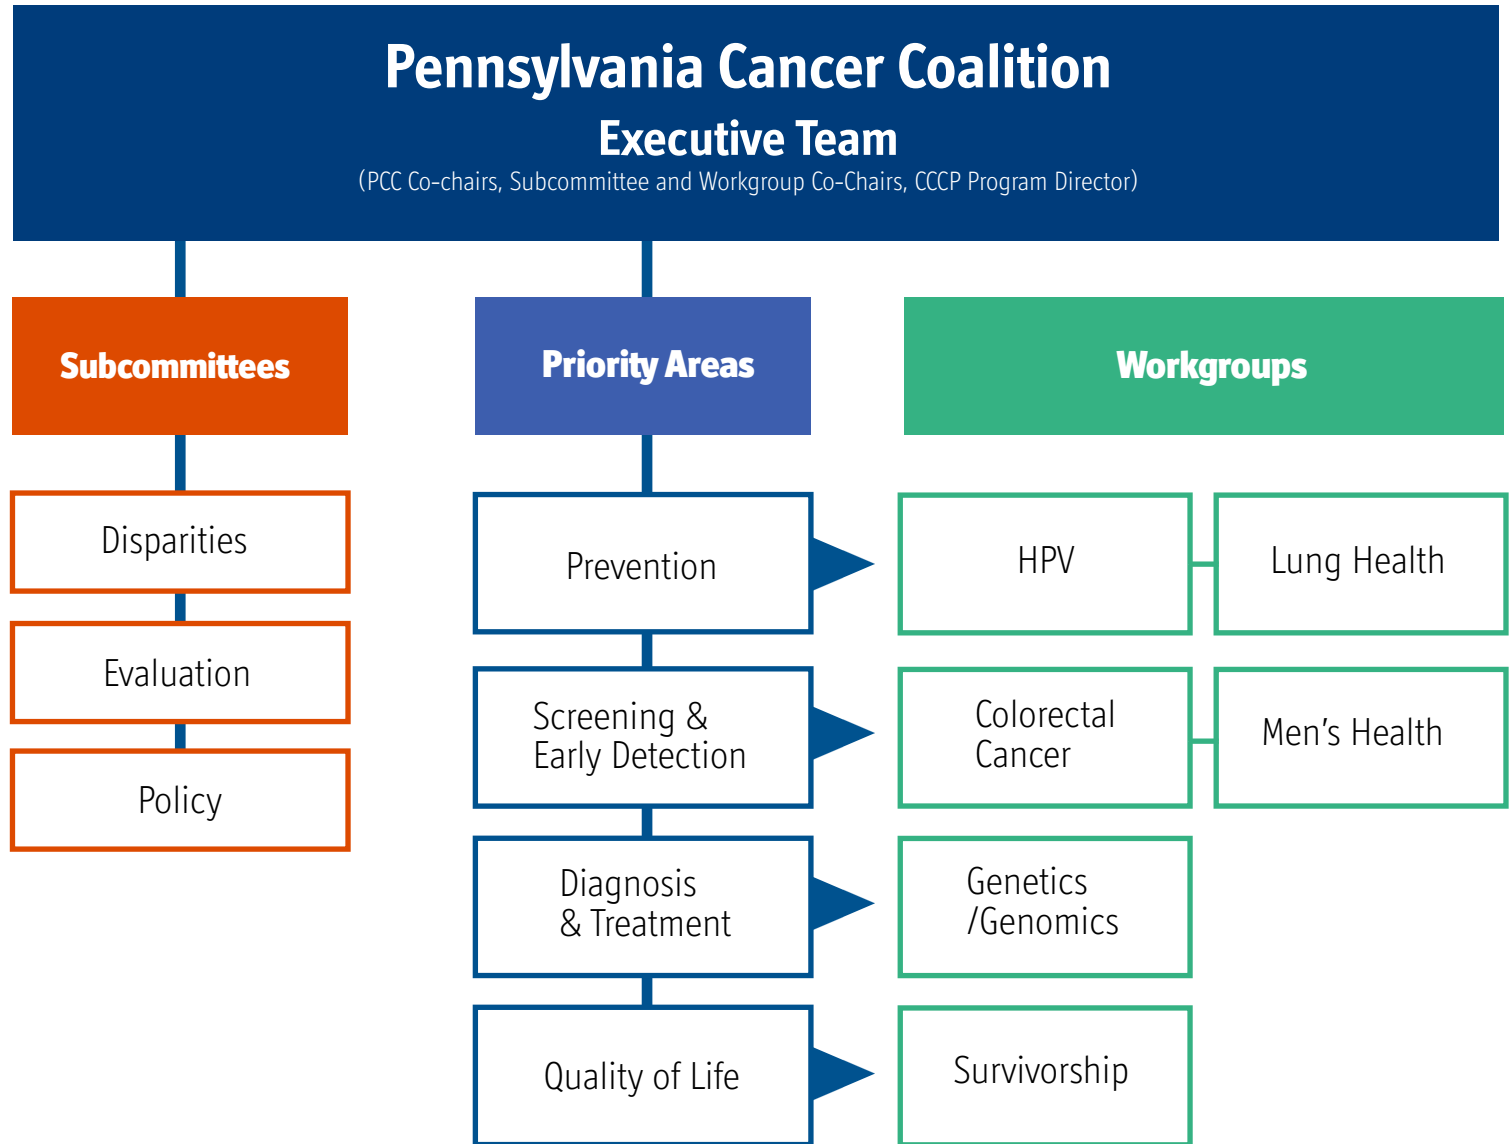 Pennsylvania Cancer Coalition
Executive Team
(PCC Co-chairs, Subcommittee and Workgroup Co-Chairs, CCCP Program Director)
Subcommittees
Disparities
Evaluation
Policy
Priority Areas
Workgroups
Prevention
HPV
Lung Health
Screening &
Early Detection
Colorectal
Cancer
Men’s Health
Diagnosis
& Treatment
Genetics
/Genomics
Quality of Life
Survivorship